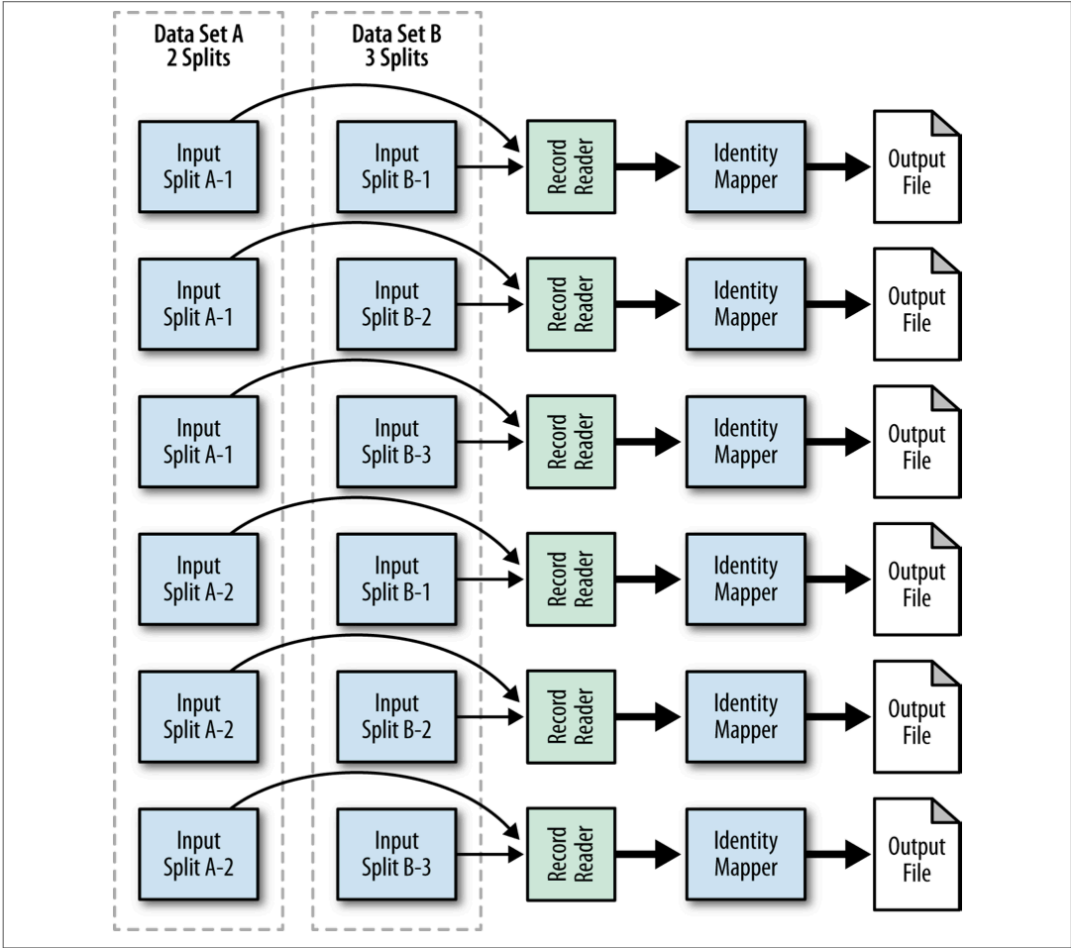 Data Set A
2 Splits
Data Set B
3 Splits
Input
Split A-1
Input
Split B-1
Record
Reader
Identity
Mapper
Output
File
Input
Split A-1
Input
Split B-2
Record
Reader
Identity
Mapper
Output
File
Input
Split A-1
Input
Split B-3
Record
Reader
Identity
Mapper
Output
File
Input
Split A-2
Input
Split B-1
Record
Reader
Identity
Mapper
Output
File
Input
Split A-2
Input
Split B-2
Record
Reader
Identity
Mapper
Output
File
Input
Split A-2
Input
Split B-3
Record
Reader
Identity
Mapper
Output
File